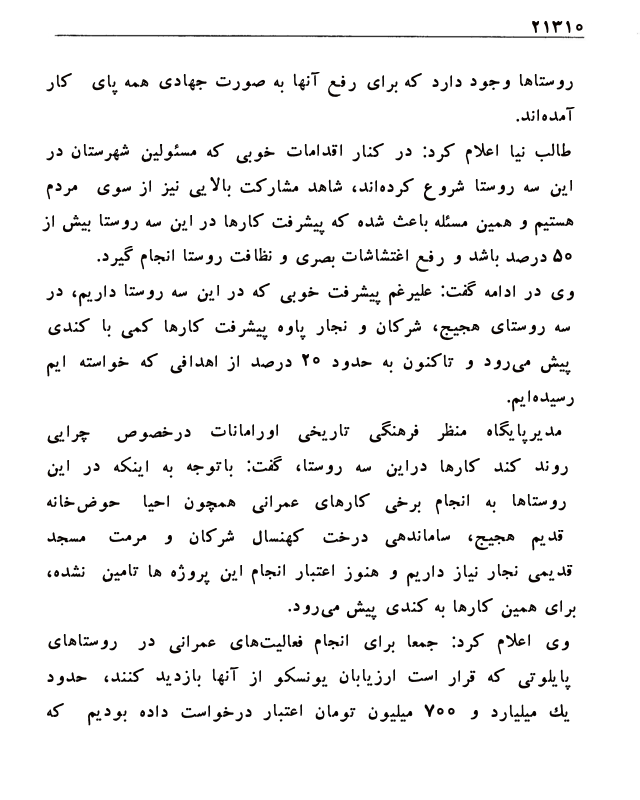 ۲۱۳۱۰
روستاها وجود دارد که برای رفع آنها به صورت جهادی همه پای کار
آمده‌اند.
طالب نیا اعلام کرد: در کنار اقدامات خوبی که مسئولین شهرستان در
این سه روستا شروع کرده‌اند، شاهد مشارکت بالایی نیز از سوی مردم
هستیم و همین مسئله باعث شده که پیشرفت کارها در این سه روستا بیش از
۵۰ درصد باشد و رفع اغتشاشات بصری و نظافت روستا انجام گیرد.
وی در ادامه گفت: علیرغم پیشرفت خوبی که در این سه روستا داریم، در
سه روستای هجیج، شرکان و نجار پاوه پیشرفت کارها کمی با کندی
پیش می‌رود و تاکنون به حدود ۲۰ درصد از اهدافی که خواسته ایم
رسیده‌ایم.
مدیرپایگاه منظر فرهنگی تاریخی اورامانات درخصوص چرایی
روند کند کارها دراین سه روستا، گفت: باتوجه به اینکه در این
روستاها به انجام برخی کارهای عمرانی همچون احیا حوض‌خانه
قدیم هجیج، ساماندهی درخت کهنسال شرکان و مرمت مسجد
قدیمی نجار نیاز داریم و هنوز اعتبار انجام این پروژه ها تامین نشده،
برای همین کارها به کندی پیش می‌رود.
وی اعلام کرد: جمعا برای انجام فعالیت‌های عمرانی در روستاهای
پایلوتی که قرار است ارزیابان یونسکو از آنها بازدید کنند، حدود
یك میلیارد و ۷۰۰ میلیون تومان اعتبار درخواست داده بودیم که